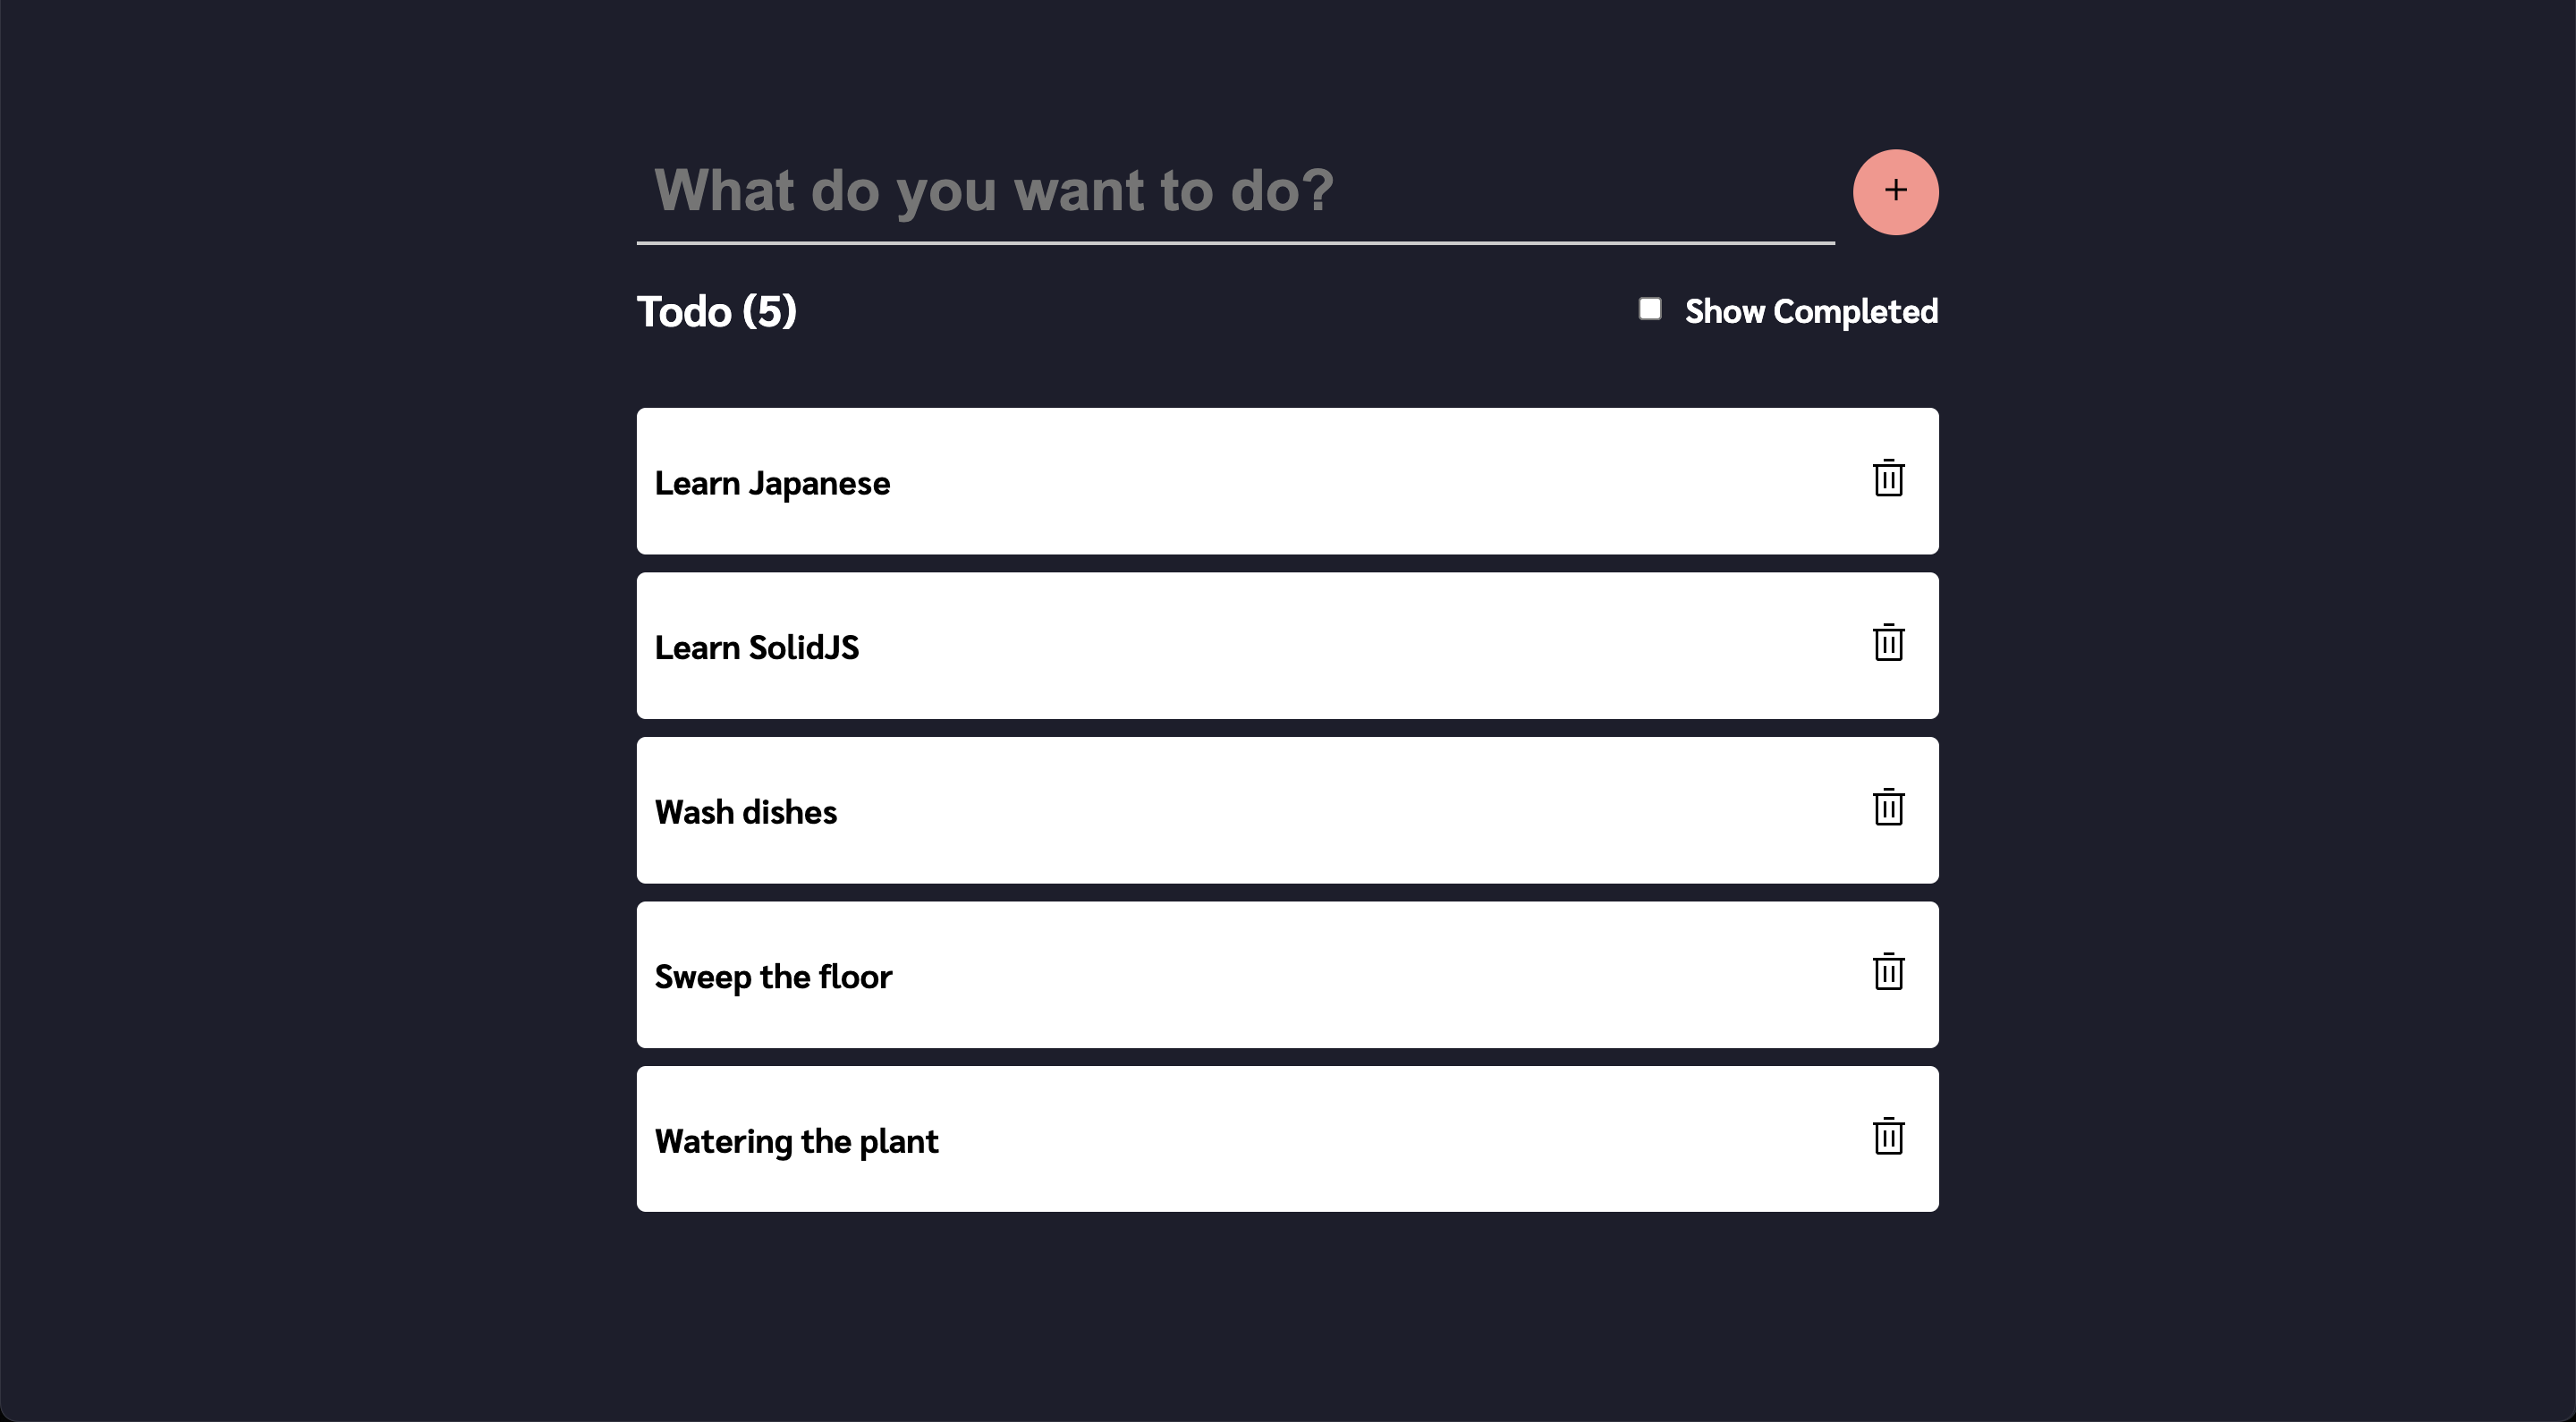 What do you want to do?
+
Todo (5)
Show Completed
Learn Japanese
Learn SolidJS
Wash dishes
Sweep the floor
Watering the plant